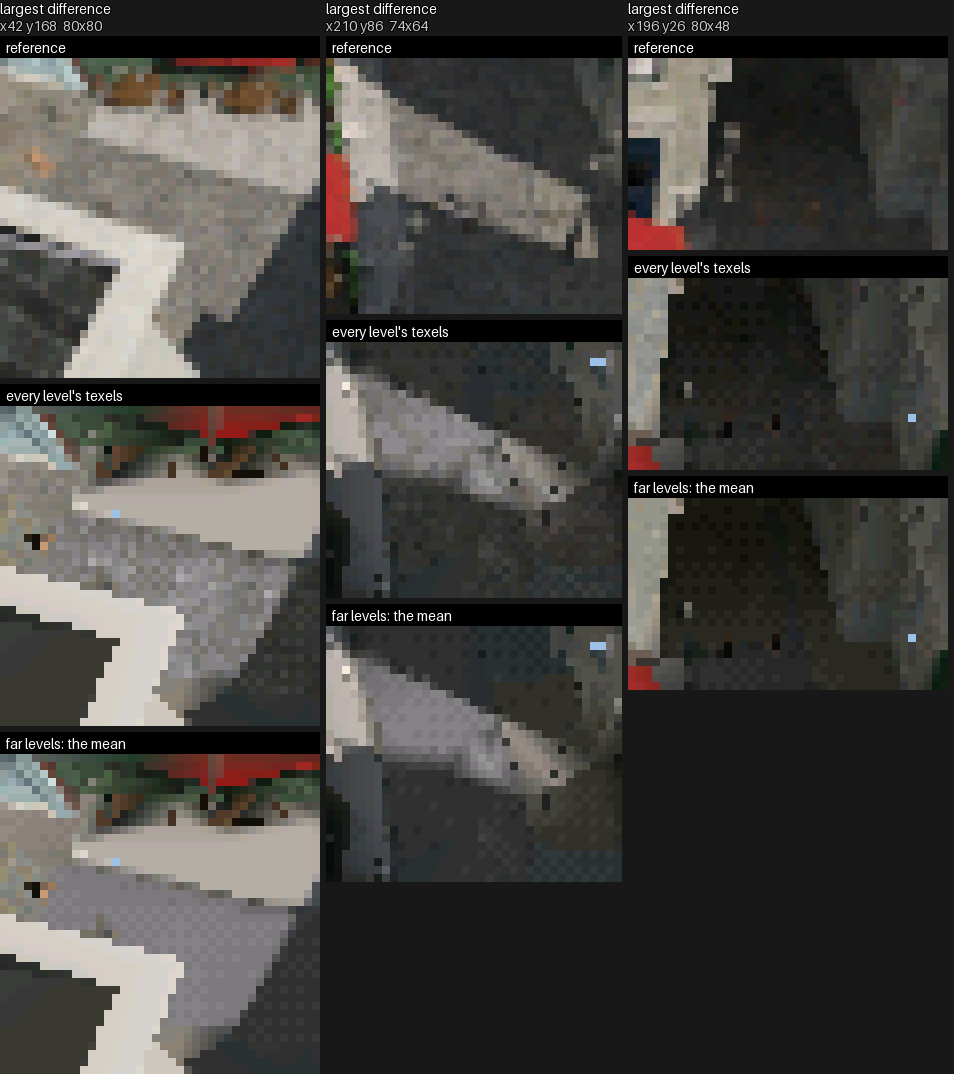 largest difference
x42 y168 80x80
reference
every level's texels
far levels: the mean
largest difference
x210 y86 74x64
reference
every level's texels
far levels: the mean
largest difference
x196 y26 80x48
reference
every level's texels
far levels: the mean